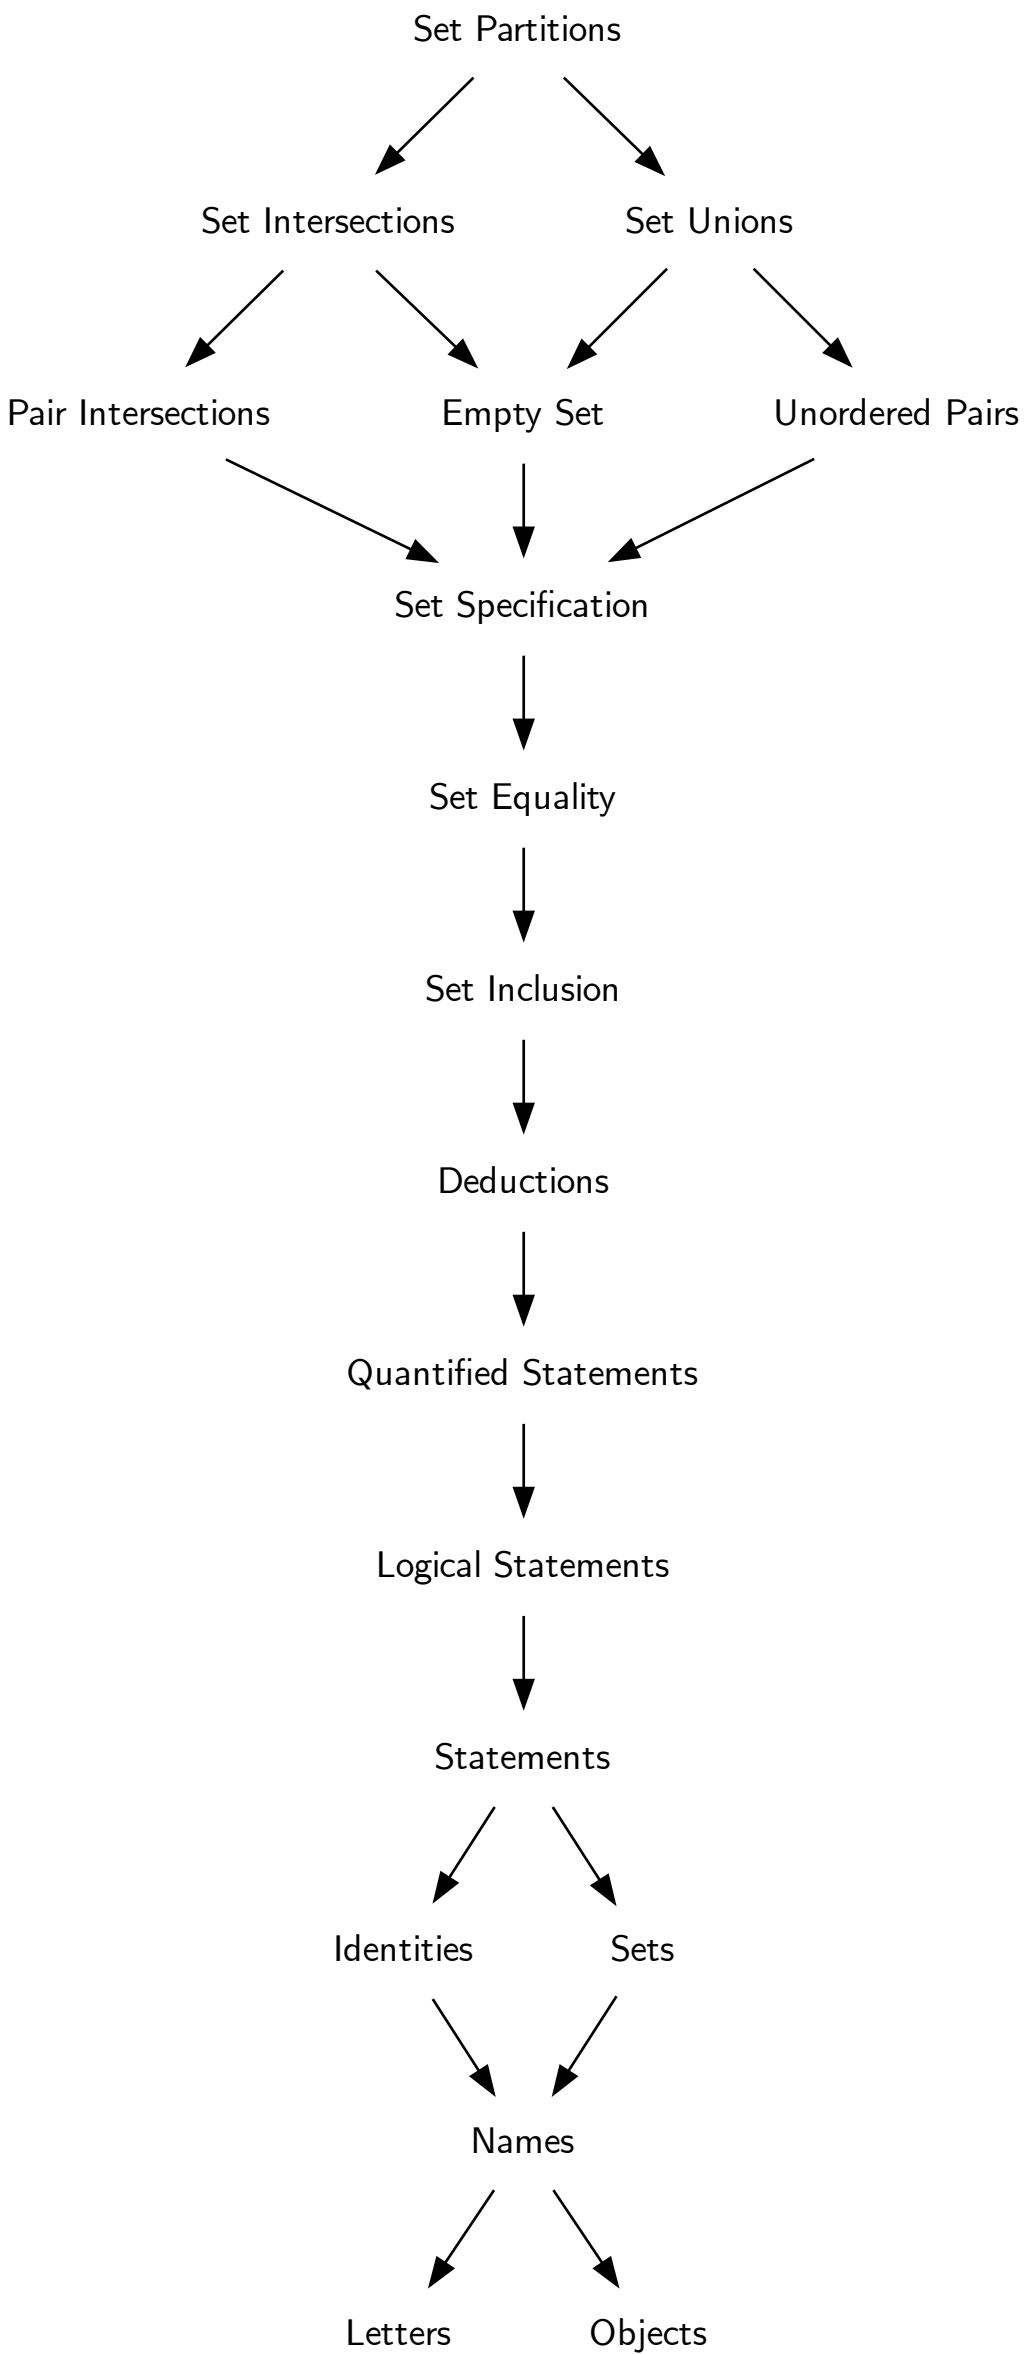 Set Partitions
Set Intersections
Set Unions
Pair Intersections
Empty Set
Unordered Pairs
Set Specification
Set Equality
Set Inclusion
Deductions
Quantified Statements
Logical Statements
Statements
Identities
Sets
Names
Letters
Objects